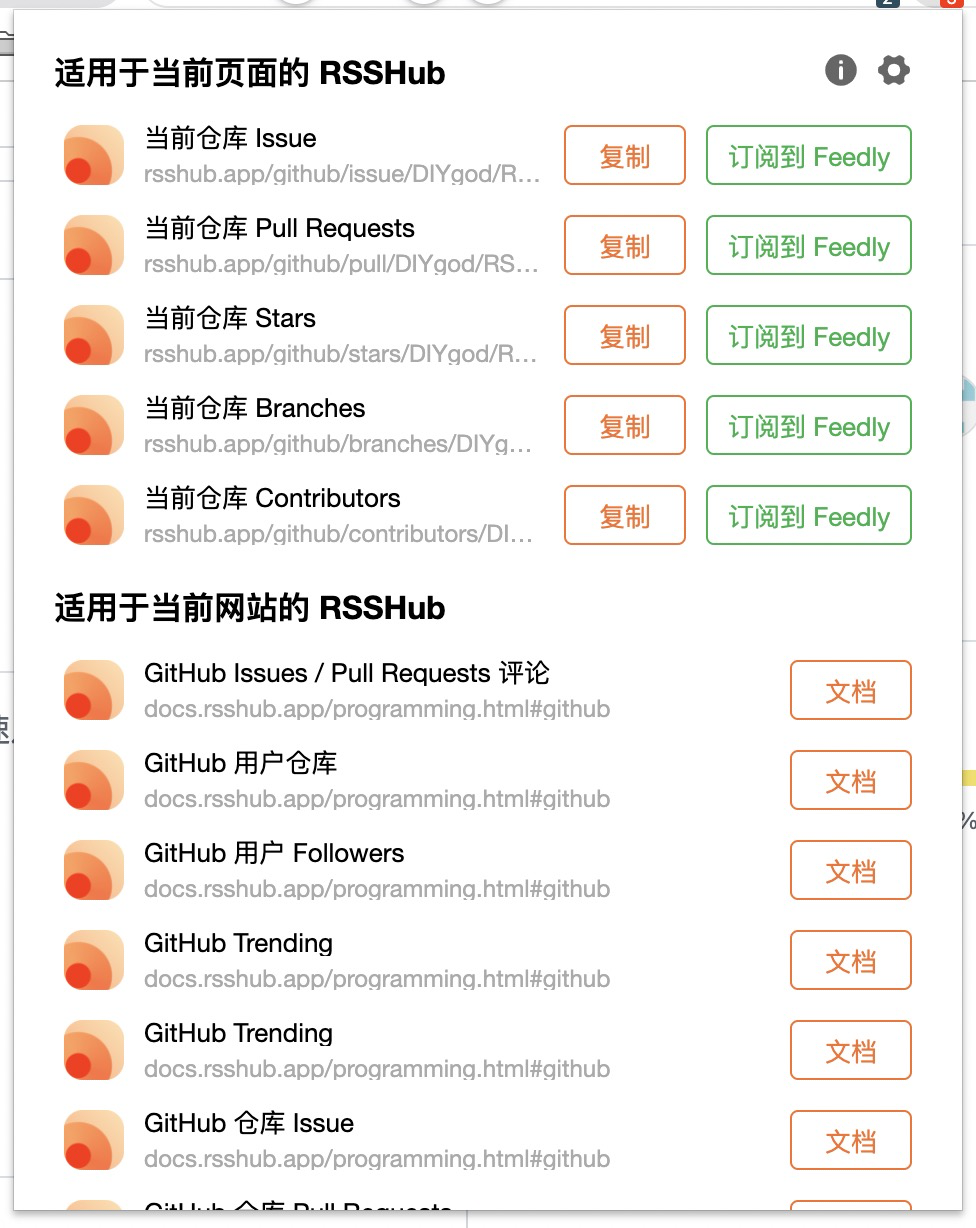 适用于当前页面的 RSSHub
当前仓库 Issue
rsshub.app/github/issue/DIYgod/R...
复制
订阅到 Feedly
当前仓库 Pull Requests
rsshub.app/github/pull/DIYgod/RS...
复制
订阅到 Feedly
当前仓库 Stars
rsshub.app/github/stars/DIYgod/R...
复制
订阅到 Feedly
当前仓库 Branches
rsshub.app/github/branches/DIYg...
复制
订阅到 Feedly
当前仓库 Contributors
rsshub.app/github/contributors/DI...
复制
订阅到 Feedly
适用于当前网站的 RSSHub
GitHub Issues / Pull Requests 评论
docs.rsshub.app/programming.html#github
文档
GitHub 用户仓库
docs.rsshub.app/programming.html#github
文档
GitHub 用户 Followers
docs.rsshub.app/programming.html#github
文档
GitHub Trending
docs.rsshub.app/programming.html#github
文档
GitHub Trending
docs.rsshub.app/programming.html#github
文档
GitHub 仓库 Issue
docs.rsshub.app/programming.html#github
文档
GitHub 仓库 Pull Requests
%